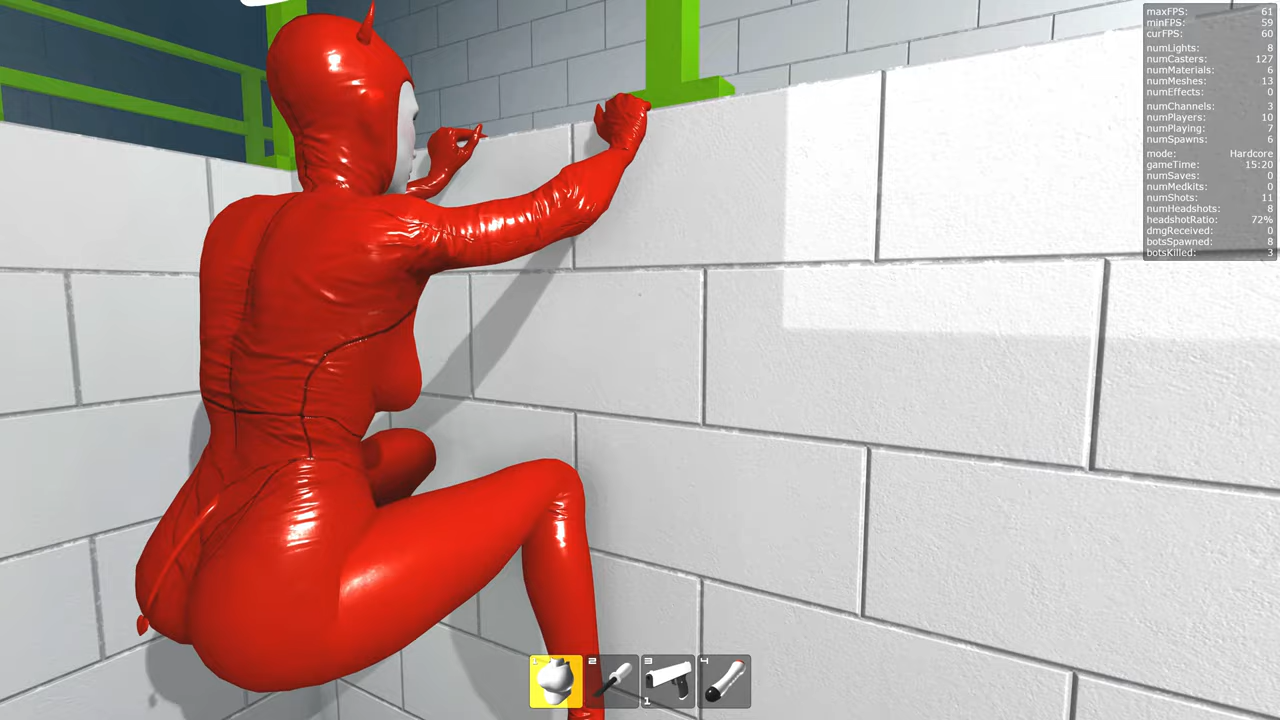 maxFPS: 61
minFPS: 59
curFPS: 60
numLights: 8
numCasters: 127
numMaterials: 6
numMeshes: 13
numEffects: 0
numChannels: 3
numPlayers: 10
numPlaying: 7
numSpawns: 6
mode: Hardcore
gameTime: 15:20
numSaves: 0
numMedkits: 0
numShots: 11
numHeadshots: 8
headshotRatio: 72%
dmgReceived: 0
botsSpawned: 8
botsKilled: 3
1 2 3 4
1